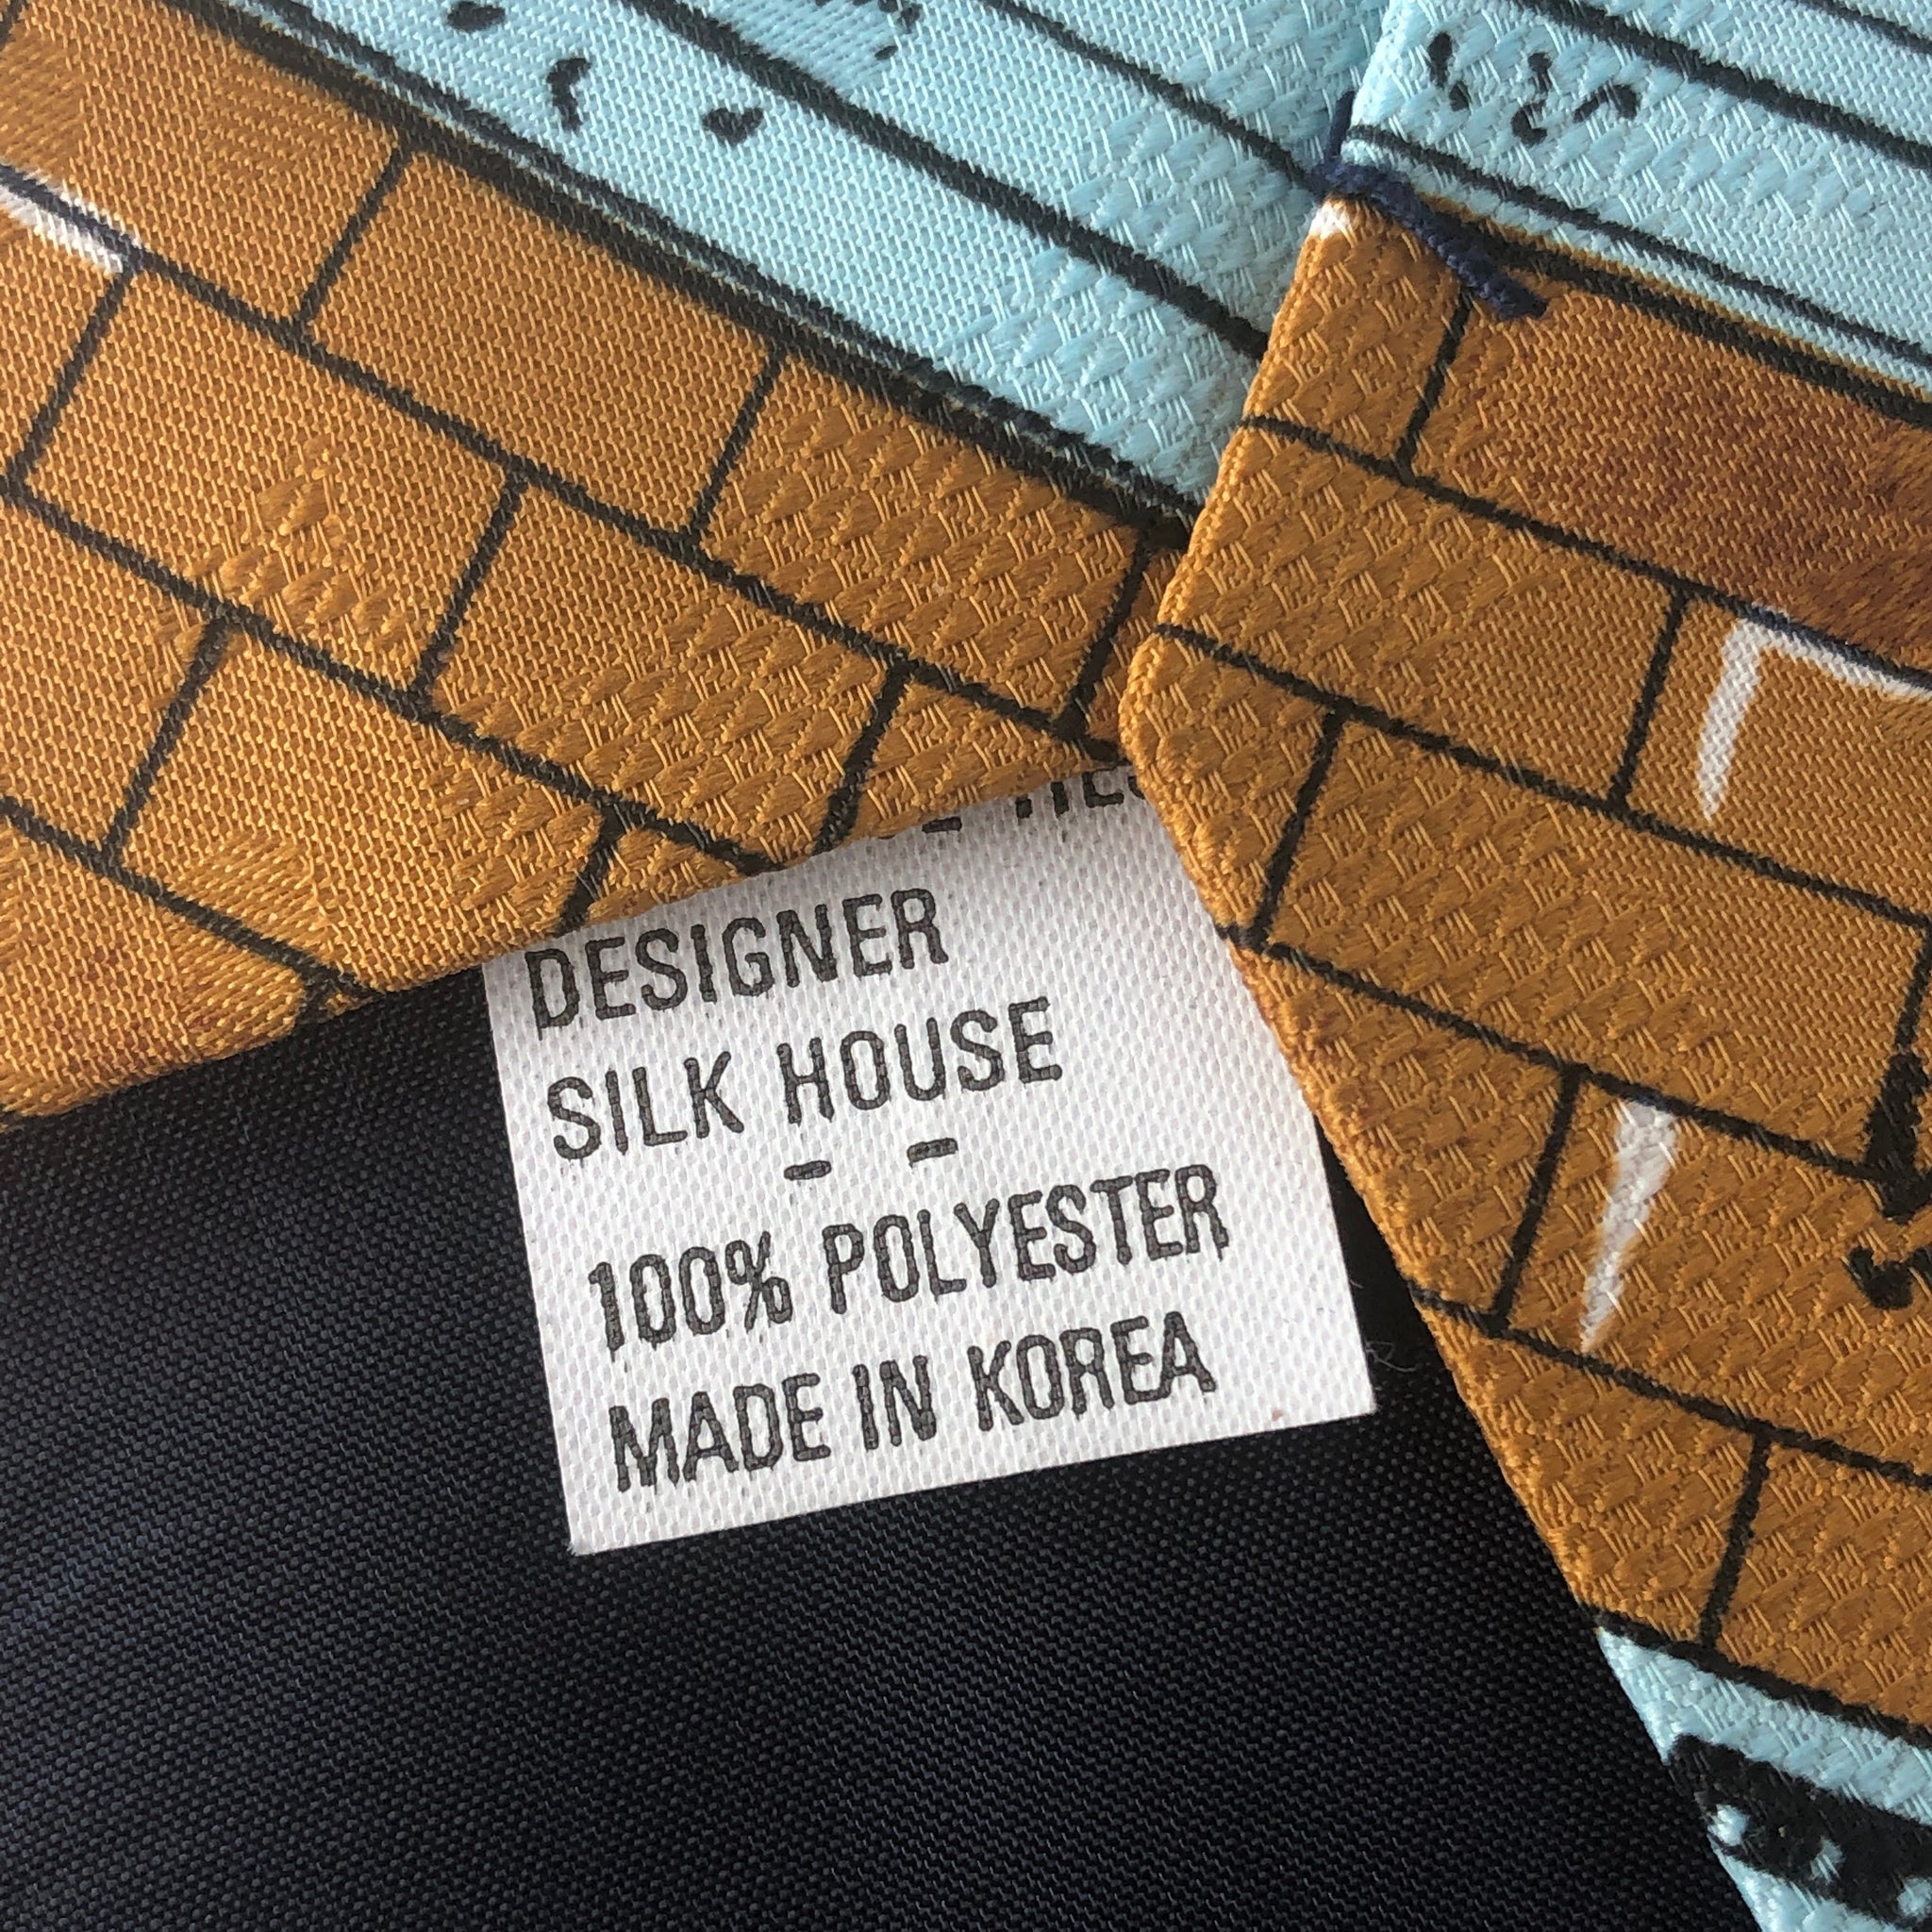 DESIGNER
SILK HOUSE
- -
100% POLYESTER
MADE IN KOREA